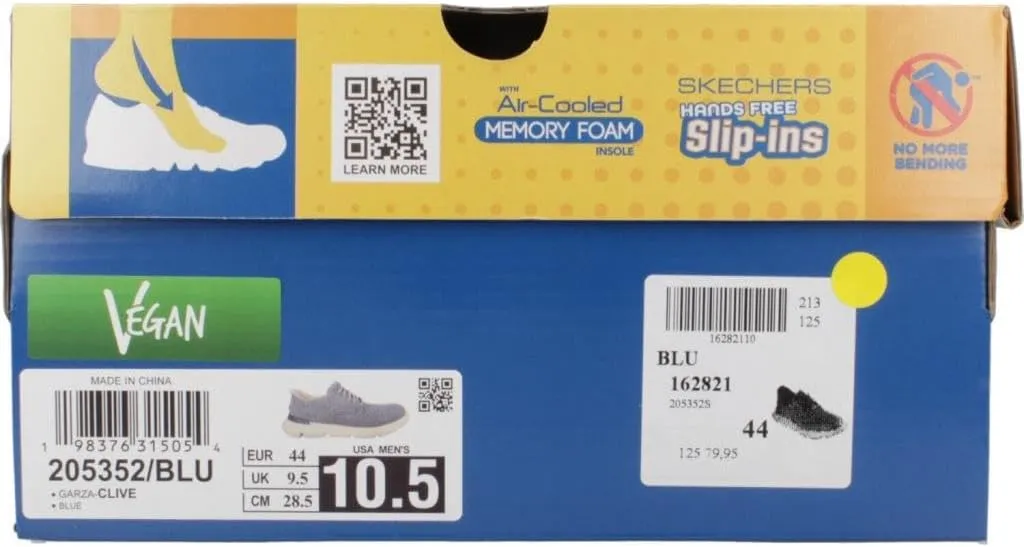 LEARN MORE
WITH
Air-Cooled
MEMORY FOAM
INSOLE
SKECHERS
HANDS FREE
Slip-ins
NO MORE
BENDING
VEGAN
MADE IN CHINA
1 98376 31505 4
205352/BLU
• GARZA-CLIVE
• BLUE
EUR 44
UK 9.5
CM 28.5
USA MEN'S
10.5
213
125
16282110
BLU
162821
205352S
44
125 79,95